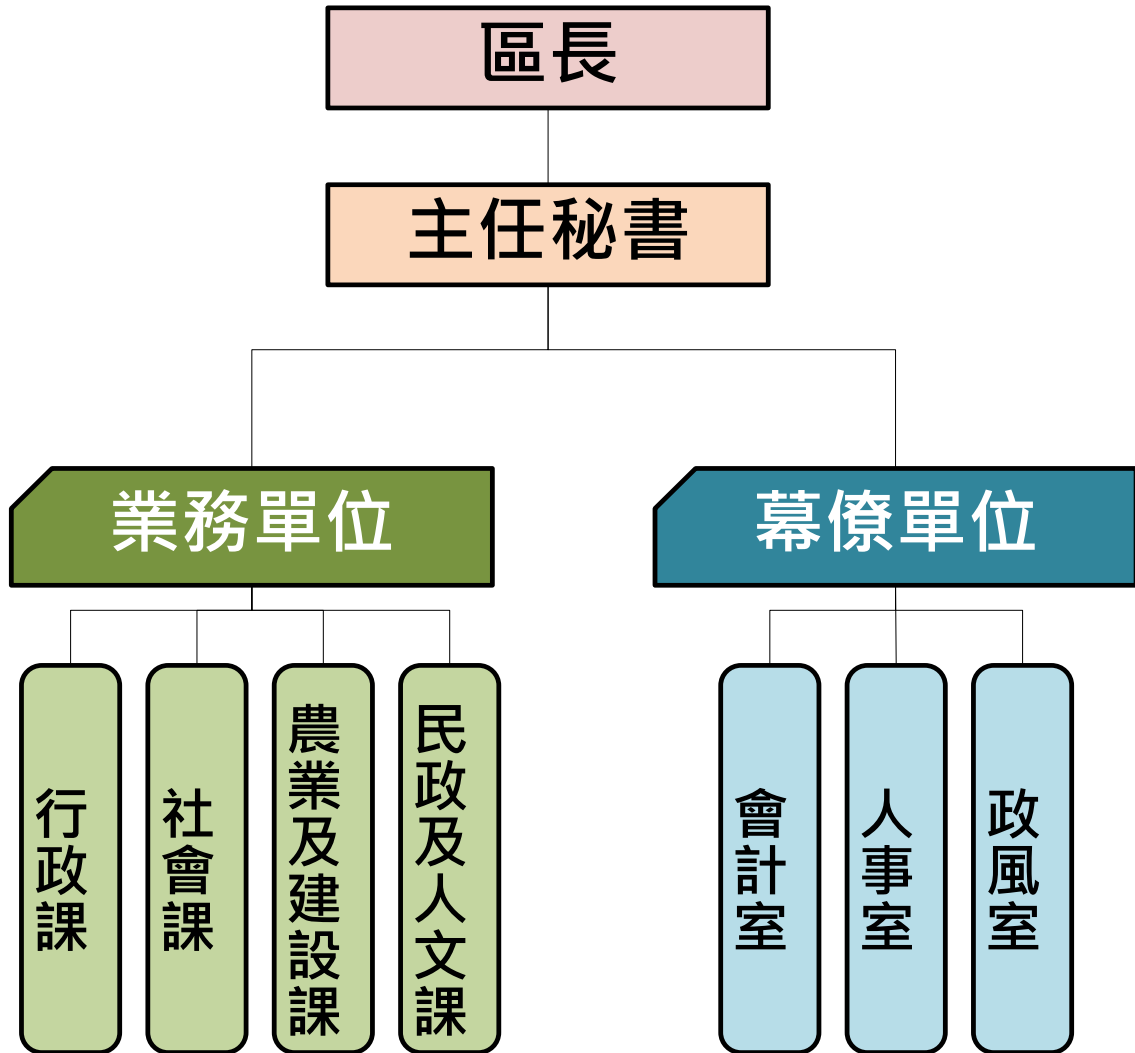 區長
主任秘書
業務單位
幕僚單位
行政課
社會課
農業及建設課
民政及人文課
會計室
人事室
政風室